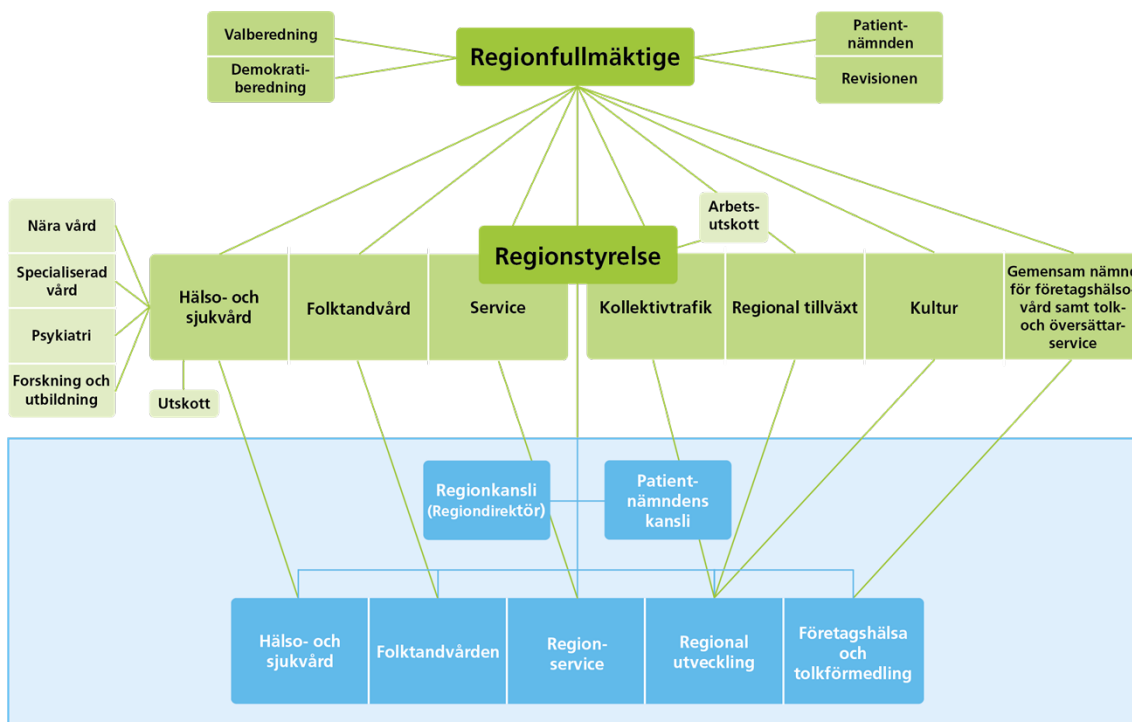 Valberedning
Demokrati-
beredning
Regionfullmäktige
Patient-
nämnden
Revisionen
Arbets-
utskott
Regionstyrelse
Nära vård
Specialiserad
vård
Psykiatri
Forskning och
utbildning
Hälso- och
sjukvård
Utskott
Folktandvård
Service
Kollektivtrafik
Regional tillväxt
Kultur
Gemensam nämnd
för företagshälso-
vård samt tolk-
och översättar-
service
Regionkansli
(Regiondirektör)
Patient-
nämndens
kansli
Hälso- och
sjukvård
Folktandvården
Region-
service
Regional
utveckling
Företagshälsa
och
tolkförmedling